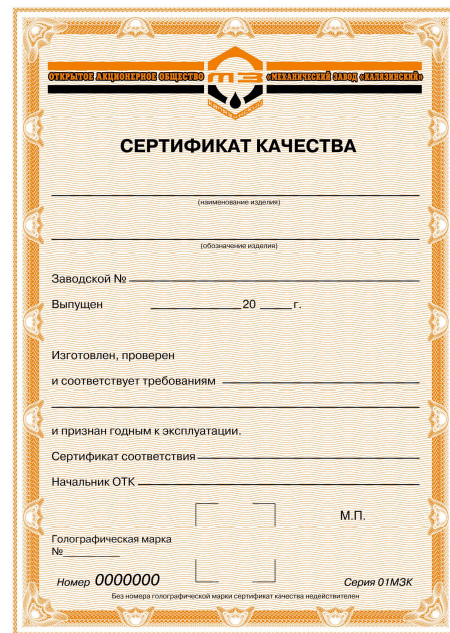 ОТКРЫТОЕ АКЦИОНЕРНОЕ ОБЩЕСТВО МЗ «МЕХАНИЧЕСКИЙ ЗАВОД «КАЛЯЗИНСКИЙ»
СЕРТИФИКАТ КАЧЕСТВА
(наименование изделия)
(обозначение изделия)
Заводской №
Выпущен 20 г.
Изготовлен, проверен
и соответствует требованиям
и признан годным к эксплуатации.
Сертификат соответствия
Начальник ОТК
М.П.
Голографическая марка
№
Номер 0000000 Серия 01МЗК
Без номера голографической марки сертификат качества недействителен